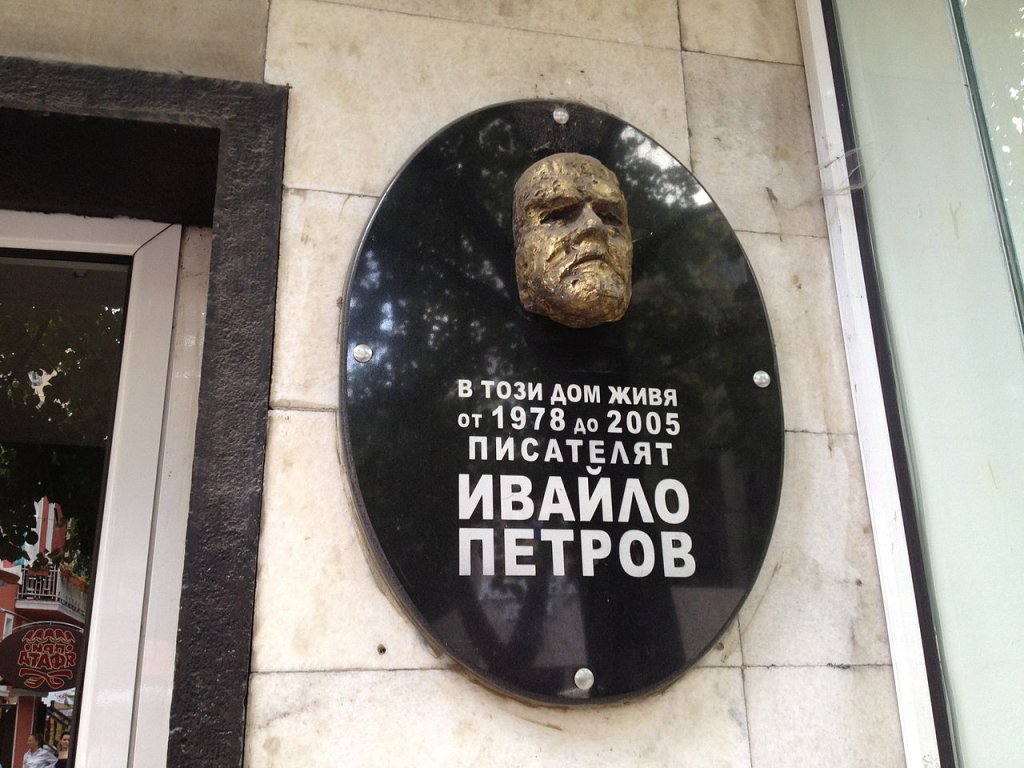 В ТОЗИ ДОМ ЖИВЯ
от 1978 до 2005
ПИСАТЕЛЯТ
ИВАЙЛО
ПЕТРОВ